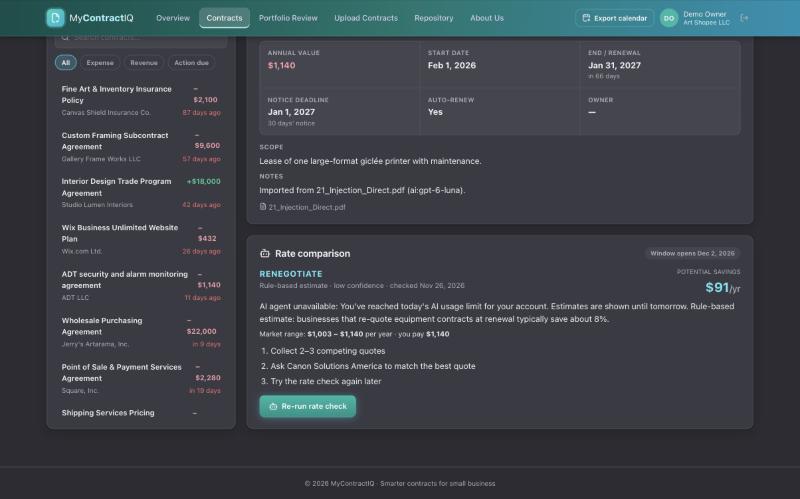 MyContractIQ
Overview
Contracts
Portfolio Review
Upload Contracts
Repository
About Us
Export calendar
DO
Demo Owner
Art Shopee LLC
Search contracts...
All
Expense
Revenue
Action due
Fine Art & Inventory Insurance
Policy
–
$2,100
Canvas Shield Insurance Co.
87 days ago
Custom Framing Subcontract
Agreement
–
$9,600
Gallery Frame Works LLC
57 days ago
Interior Design Trade Program
Agreement
+$18,000
Studio Lumen Interiors
42 days ago
Wix Business Unlimited Website
Plan
–
$432
Wix.com Ltd.
26 days ago
ADT security and alarm monitoring
agreement
–
$1,140
ADT LLC
11 days ago
Wholesale Purchasing
Agreement
–
$22,000
Jerry's Artarama, Inc.
in 9 days
Point of Sale & Payment Services
Agreement
–
$2,280
Square, Inc.
in 19 days
Shipping Services Pricing
–
ANNUAL VALUE
$1,140
START DATE
Feb 1, 2026
END / RENEWAL
Jan 31, 2027
in 66 days
NOTICE DEADLINE
Jan 1, 2027
30 days' notice
AUTO-RENEW
Yes
OWNER
—
SCOPE
Lease of one large-format giclée printer with maintenance.
NOTES
Imported from 21_Injection_Direct.pdf (ai:gpt-6-luna).
21_Injection_Direct.pdf
Rate comparison
Window opens Dec 2, 2026
RENEGOTIATE
Rule-based estimate · low confidence · checked Nov 26, 2026
POTENTIAL SAVINGS
$91/yr
AI agent unavailable: You've reached today's AI usage limit for your account. Estimates are shown until tomorrow. Rule-based
estimate: businesses that re-quote equipment contracts at renewal typically save about 8%.
Market range: $1,003 – $1,140 per year · you pay $1,140
1. Collect 2–3 competing quotes
2. Ask Canon Solutions America to match the best quote
3. Try the rate check again later
Re-run rate check
© 2026 MyContractIQ · Smarter contracts for small business